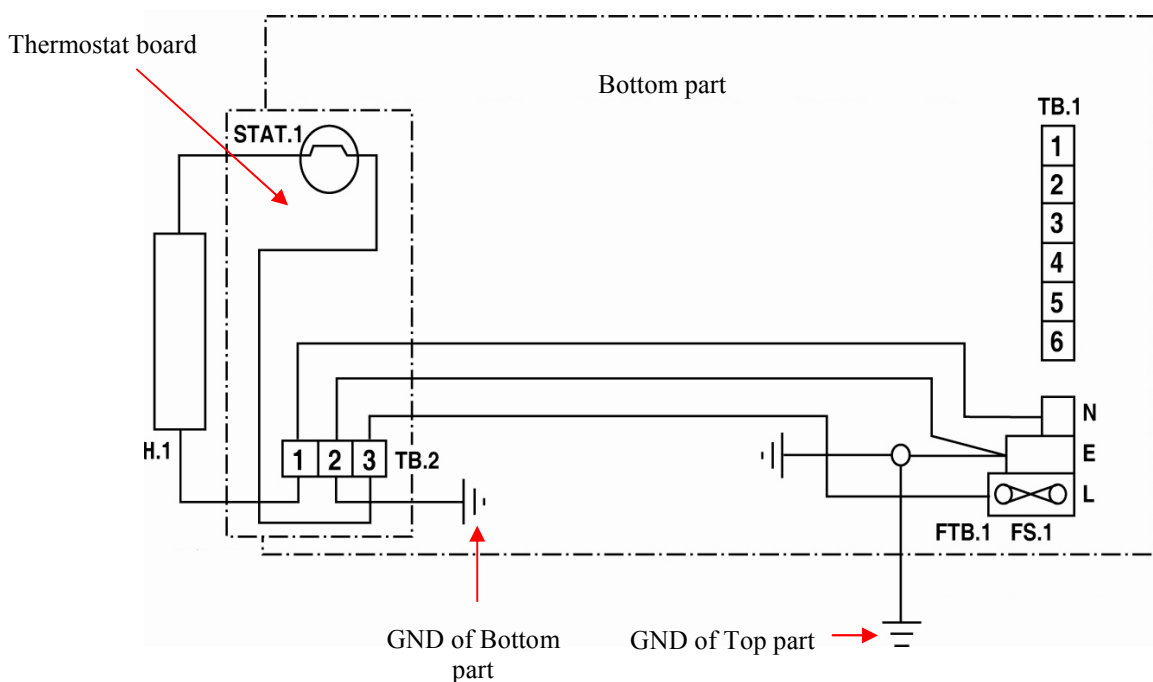 Thermostat board
Bottom part
TB.1
STAT.1
1
2
3
4
5
6
N
H.1
1 2 3 TB.2
E
L
FTB.1 FS.1
GND of Bottom
part
GND of Top part